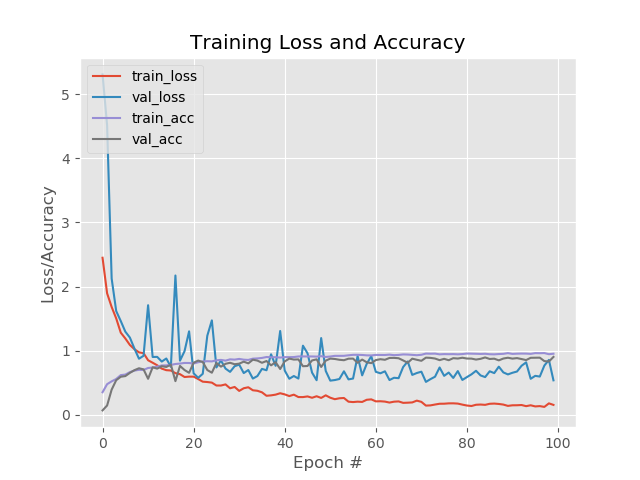 Training Loss and Accuracy
train_loss
val_loss
train_acc
val_acc
Loss/Accuracy
5
4
3
2
1
0
0 20 40 60 80 100
Epoch #